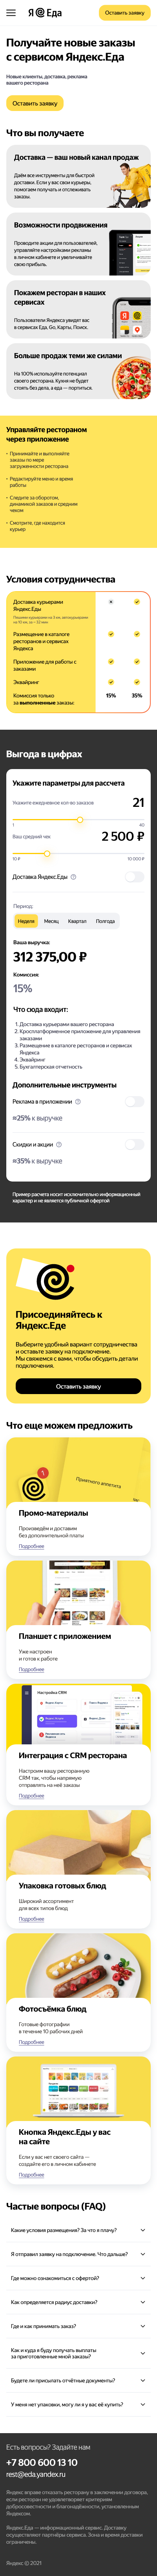 Я Еда
Оставить заявку
Получайте новые заказы
с сервисом Яндекс.Еда
Новые клиенты, доставка, реклама
вашего ресторана
Оставить заявку
Что вы получаете
Доставка — ваш новый канал продаж
Даём все инструменты для быстрой
доставки. Если у вас свои курьеры,
помогаем получать и отслеживать
заказы.
Возможности продвижения
Проводите акции для пользователей,
управляйте настройками рекламы
в личном кабинете и увеличивайте
свою прибыль.
Покажем ресторан в наших
сервисах
Пользователи Яндекса увидят вас
в сервисах Еда, Go, Карты, Поиск.
Больше продаж теми же силами
На 100% используйте потенциал
своего ресторана. Кухня не будет
стоять без дела, а еда — портиться.
Управляйте рестораном
через приложение
• Принимайте и выполняйте
заказы по мере
загруженности ресторана
• Редактируйте меню и время
работы
• Следите за оборотом,
динамикой заказов и средним
чеком
• Смотрите, где находится
курьер
Условия сотрудничества
Доставка курьерами
Яндекс.Еды
Размещение в каталоге
ресторанов и сервисах
Яндекса
Приложение для работы с
заказами
Эквайринг
Комиссия только
за выполненные заказы:
15% 35%
Выгода в цифрах
Укажите параметры для рассчета
Укажите ежедневное кол-во заказов
21
1 40
Ваш средний чек
2 500 ₽
10 ₽ 10 000 ₽
Доставка Яндекс.Еды ?
Период:
Неделя Месяц Квартал Полгода
Ваша выручка:
312 375,00 ₽
Комиссия:
15%
Что сюда входит:
1. Доставка курьерами вашего ресторана
2. Кроссплатформенное приложение для управления
заказами
3. Размещение в каталоге ресторанов и сервисах
Яндекса
4. Эквайринг
5. Бухгалтерская отчетность
Дополнительные инструменты
Реклама в приложении ?
≈25% к выручке
Скидки и акции ?
≈35% к выручке
Пример расчета носит исключительно информационный
характер и не является публичной офертой
Присоединяйтесь к
Яндекс.Еде
Выберите удобный вариант сотрудничества
и оставьте заявку на подключение.
Мы свяжемся с вами, чтобы обсудить детали
подключения.
Оставить заявку
Что еще можем предложить
Приятного аппетита
Промо-материалы
Произведём и доставим
без дополнительной платы
Подробнее
Планшет с приложением
Уже настроен
и готов к работе
Подробнее
Настройка CRM
Интеграция с CRM ресторана
Настроим вашу ресторанную
CRM так, чтобы напрямую
отправлять на неё заказы
Подробнее
Упаковка готовых блюд
Широкий ассортимент
для всех типов блюд
Подробнее
Фотосъёмка блюд
Готовые фотографии
в течение 10 рабочих дней
Подробнее
Кнопка Яндекс.Еды у вас
на сайте
Если у вас нет своего сайта —
создайте его в личном кабинете
Подробнее
Частые вопросы (FAQ)
Какие условия размещения? За что я плачу?
Я отправил заявку на подключение. Что дальше?
Где можно ознакомиться с офертой?
Как определяется радиус доставки?
Где и как принимать заказ?
Как и куда я буду получать выплаты
за приготовленные мной заказы?
Будете ли присылать отчётные документы?
У меня нет упаковки, могу ли я у вас её купить?
Есть вопросы? Задайте нам
+7 800 600 13 10
rest@eda.yandex.ru
Яндекс вправе отказать ресторану в заключении договора,
если ресторан не удовлетворяет критериям
добросовестности и благонадёжности, установленным
Яндексом.
Яндекс.Еда — информационный сервис. Доставку
осуществляют партнёры сервиса. Зона и время доставки
ограничены.
Яндекс © 2021